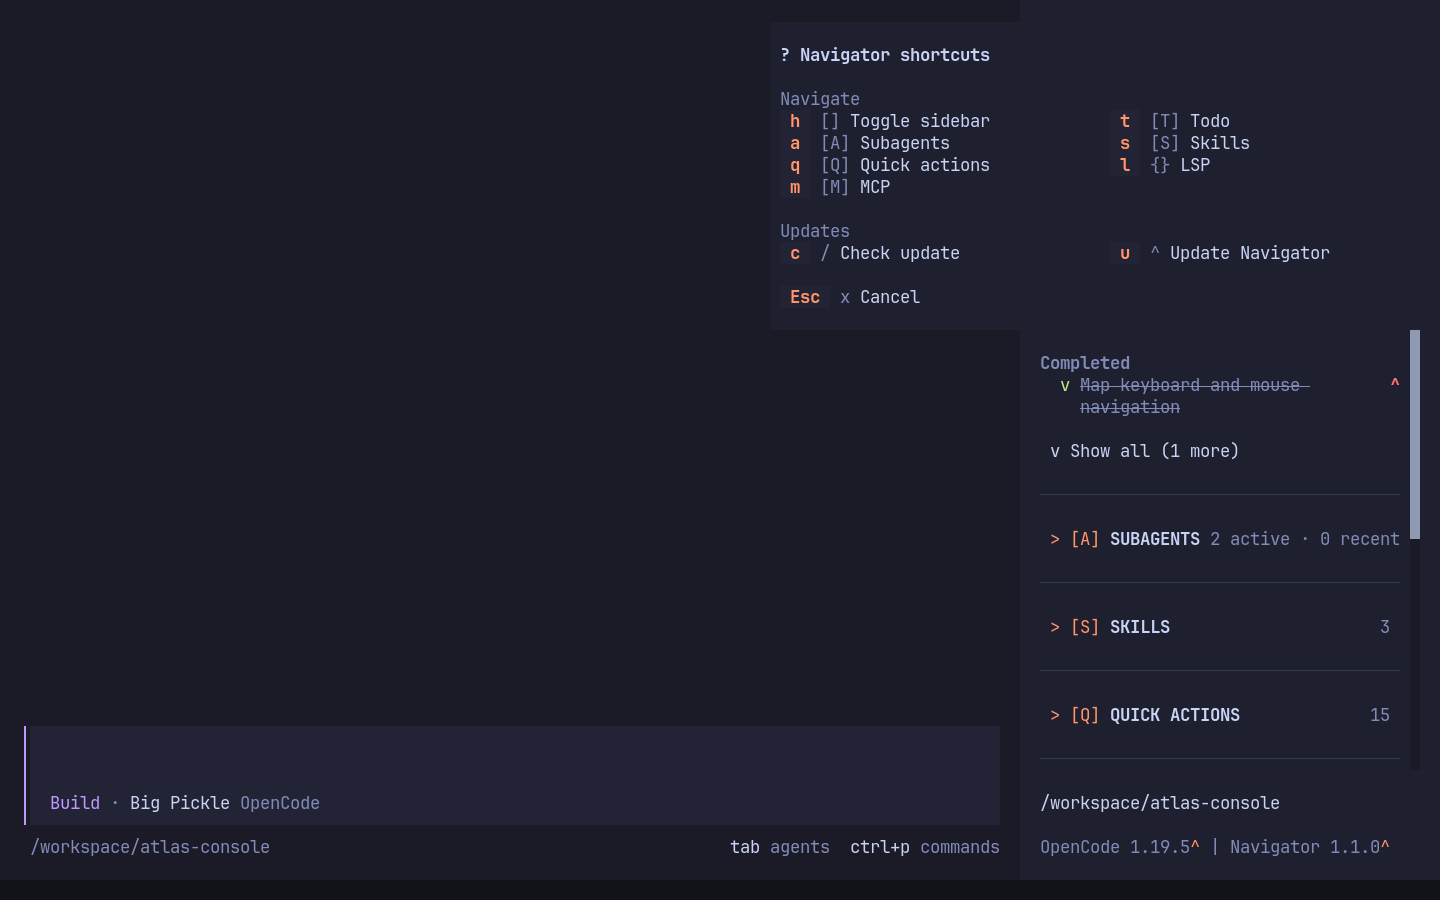 ? Navigator shortcuts
Navigate
h [] Toggle sidebar t [T] Todo
a [A] Subagents s [S] Skills
q [Q] Quick actions l {} LSP
m [M] MCP
Updates
c / Check update u ^ Update Navigator
Esc x Cancel
Completed
v Map keyboard and mouse ^
navigation
v Show all (1 more)
> [A] SUBAGENTS 2 active · 0 recent
> [S] SKILLS 3
> [Q] QUICK ACTIONS 15
Build · Big Pickle OpenCode
/workspace/atlas-console
tab agents ctrl+p commands
/workspace/atlas-console
OpenCode 1.19.5^ | Navigator 1.1.0^